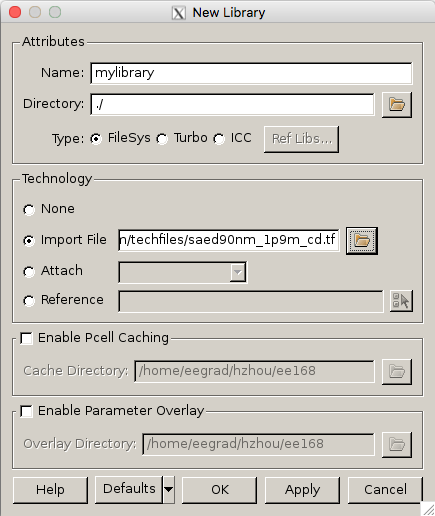 New Library
Attributes
Name: mylibrary
Directory: ./
Type: FileSys Turbo ICC Ref Libs...
Technology
None
Import File n/techfiles/saed90nm_1p9m_cd.tf
Attach
Reference
Enable Pcell Caching
Cache Directory: /home/eegrad/hzhou/ee168
Enable Parameter Overlay
Overlay Directory: /home/eegrad/hzhou/ee168
Help Defaults OK Apply Cancel